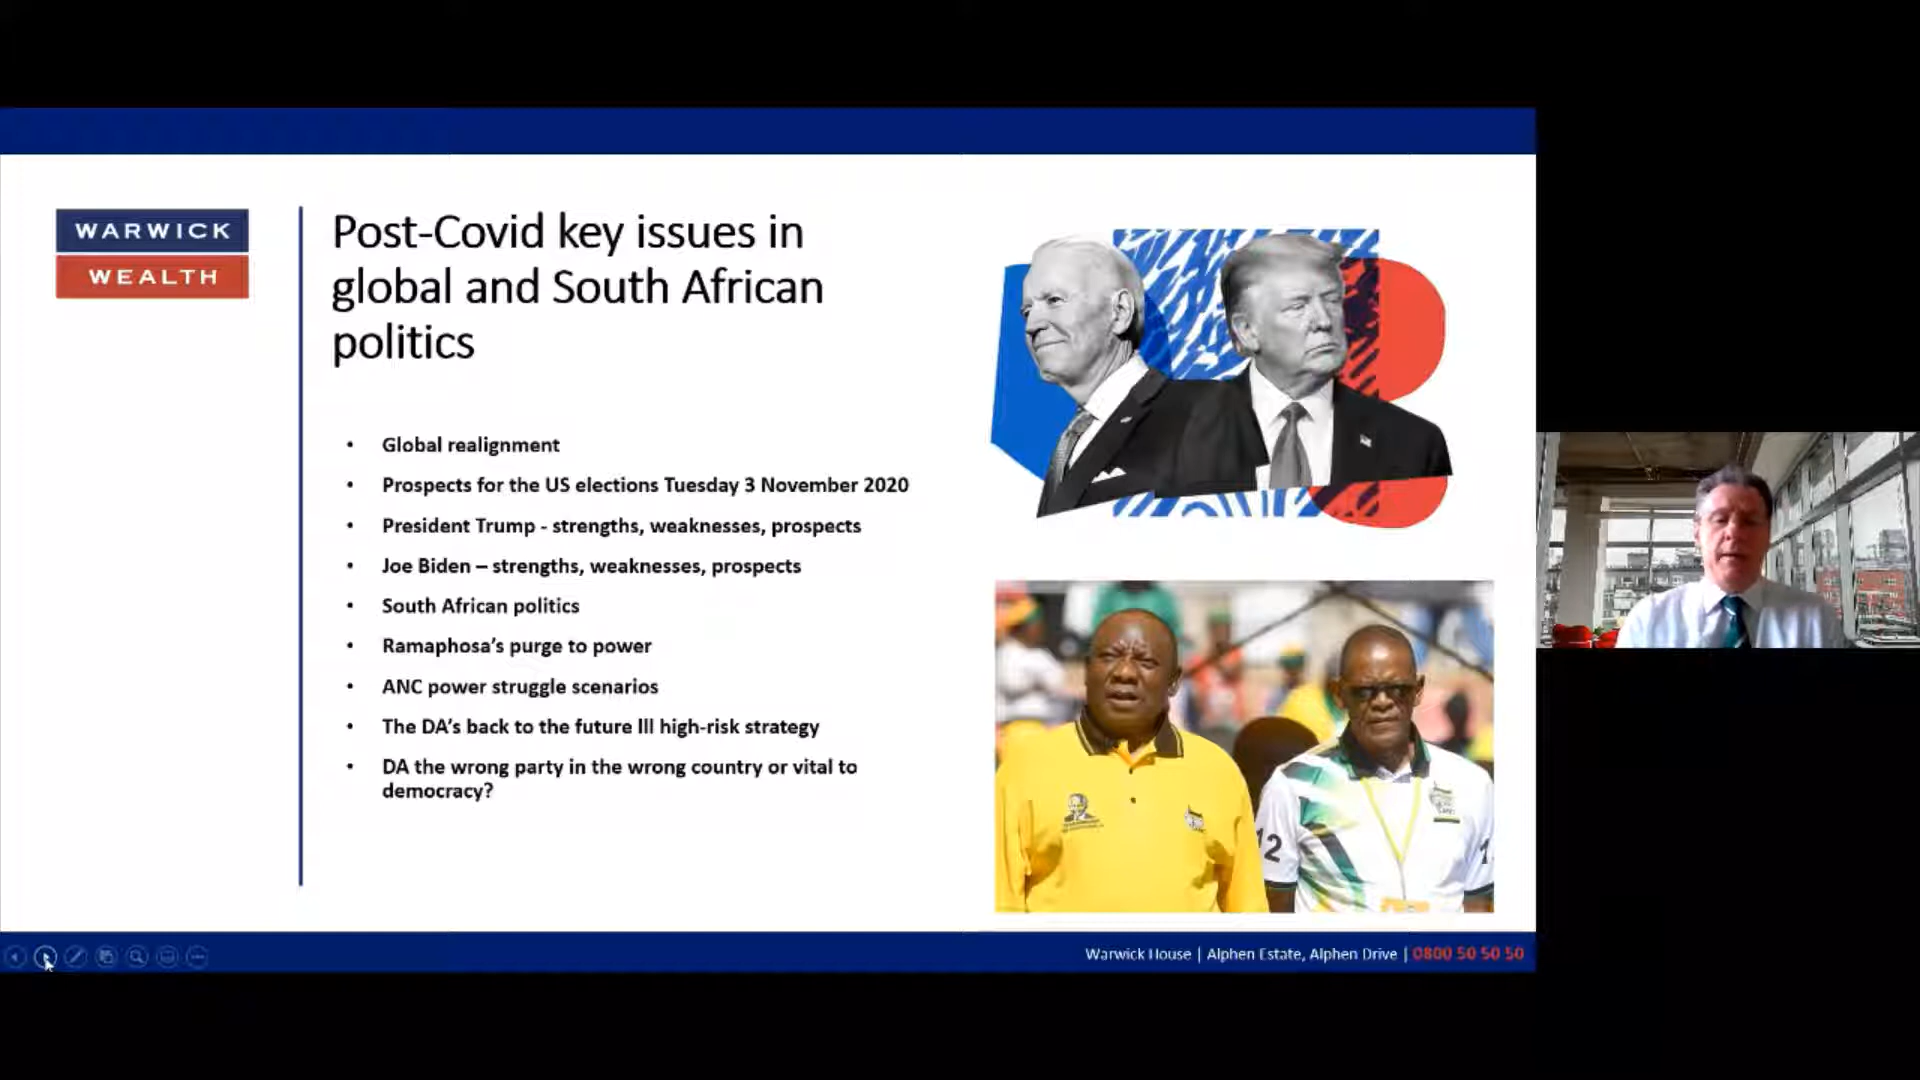 WARWICK
WEALTH
Post-Covid key issues in
global and South African
politics
• Global realignment
• Prospects for the US elections Tuesday 3 November 2020
• President Trump - strengths, weaknesses, prospects
• Joe Biden – strengths, weaknesses, prospects
• South African politics
• Ramaphosa's purge to power
• ANC power struggle scenarios
• The DA's back to the future lll high-risk strategy
• DA the wrong party in the wrong country or vital to
democracy?
12
Warwick House | Alphen Estate, Alphen Drive | 0800 50 50 50